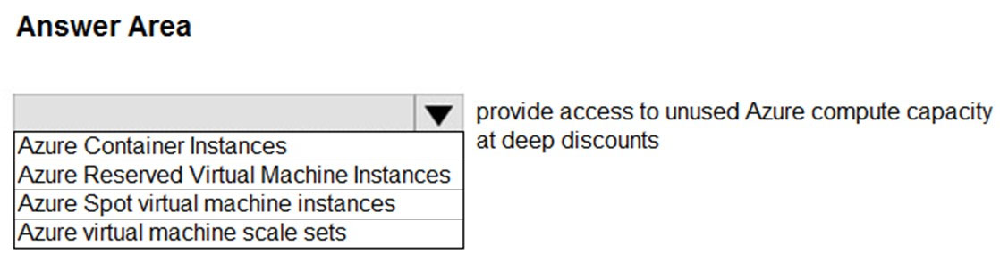 Answer Area
provide access to unused Azure compute capacity
at deep discounts
Azure Container Instances
Azure Reserved Virtual Machine Instances
Azure Spot virtual machine instances
Azure virtual machine scale sets